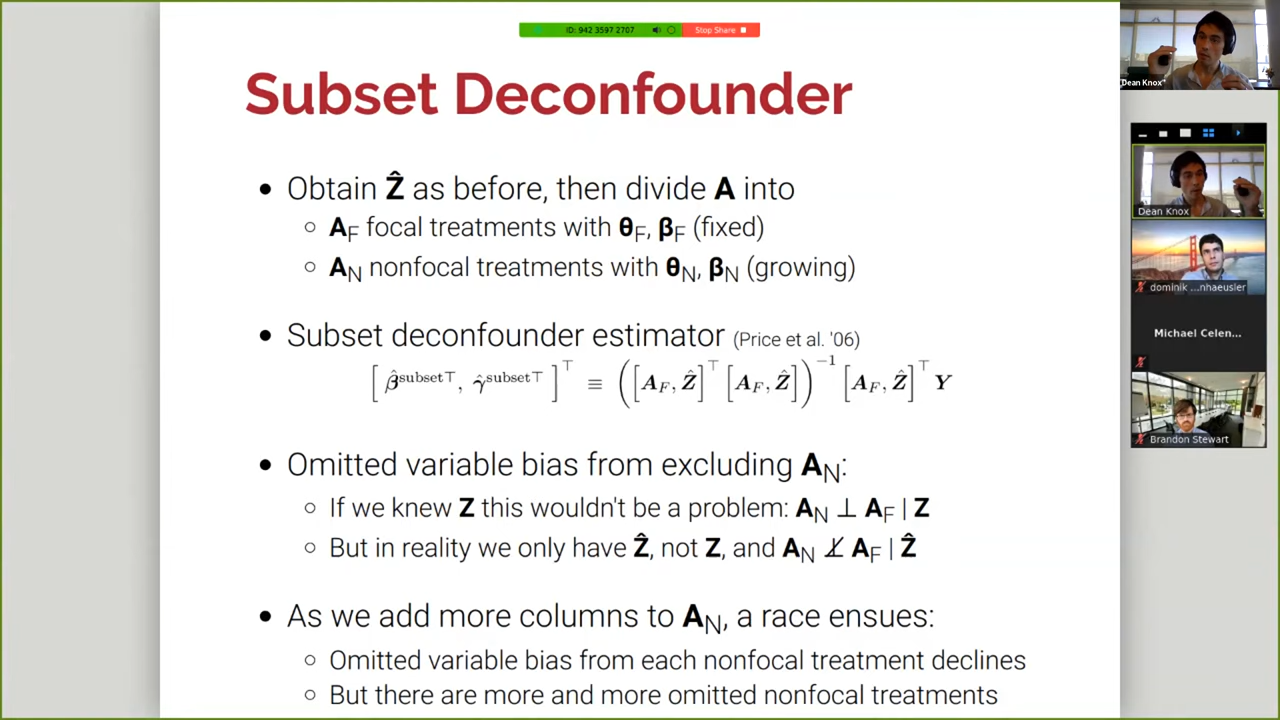 ID: 942 3597 2707
Stop Share
Subset Deconfounder
• Obtain Ẑ as before, then divide A into
○ A_F focal treatments with θ_F, β_F (fixed)
○ A_N nonfocal treatments with θ_N, β_N (growing)
• Subset deconfounder estimator (Price et al. '06)
[ β̂^subset⊤, γ̂^subset⊤ ]^⊤ ≡ ([A_F, Ẑ]^⊤ [A_F, Ẑ])^−1 [A_F, Ẑ]^⊤ Y
• Omitted variable bias from excluding A_N:
○ If we knew Z this wouldn't be a problem: A_N ⊥ A_F | Z
○ But in reality we only have Ẑ, not Z, and A_N ⊥̸ A_F | Ẑ
• As we add more columns to A_N, a race ensues:
○ Omitted variable bias from each nonfocal treatment declines
○ But there are more and more omitted nonfocal treatments
Dean Knox
Dean Knox
dominik ...nhaeusler
Michael Celen...
Brandon Stewart